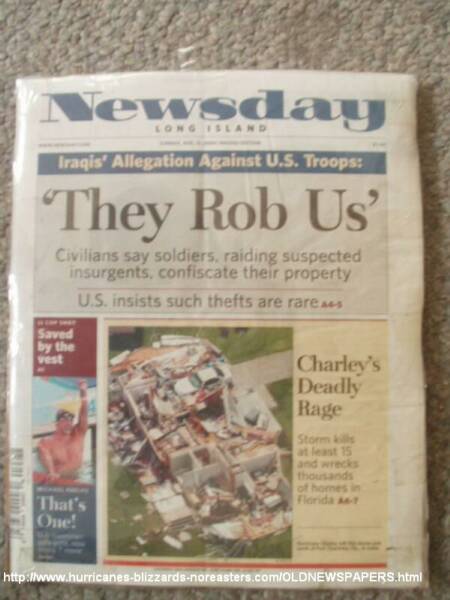 Newsday
LONG ISLAND
Iraqis' Allegation Against U.S. Troops:
'They Rob Us'
Civilians say soldiers, raiding suspected
insurgents, confiscate their property
U.S. insists such thefts are rare A4-5
Saved
by the
vest
That's
One!
Charley's
Deadly
Rage
Storm kills
at least 15
and wrecks
thousands
of homes in
Florida A4-7
http://www.hurricanes-blizzards-noreasters.com/OLDNEWSPAPERS.html